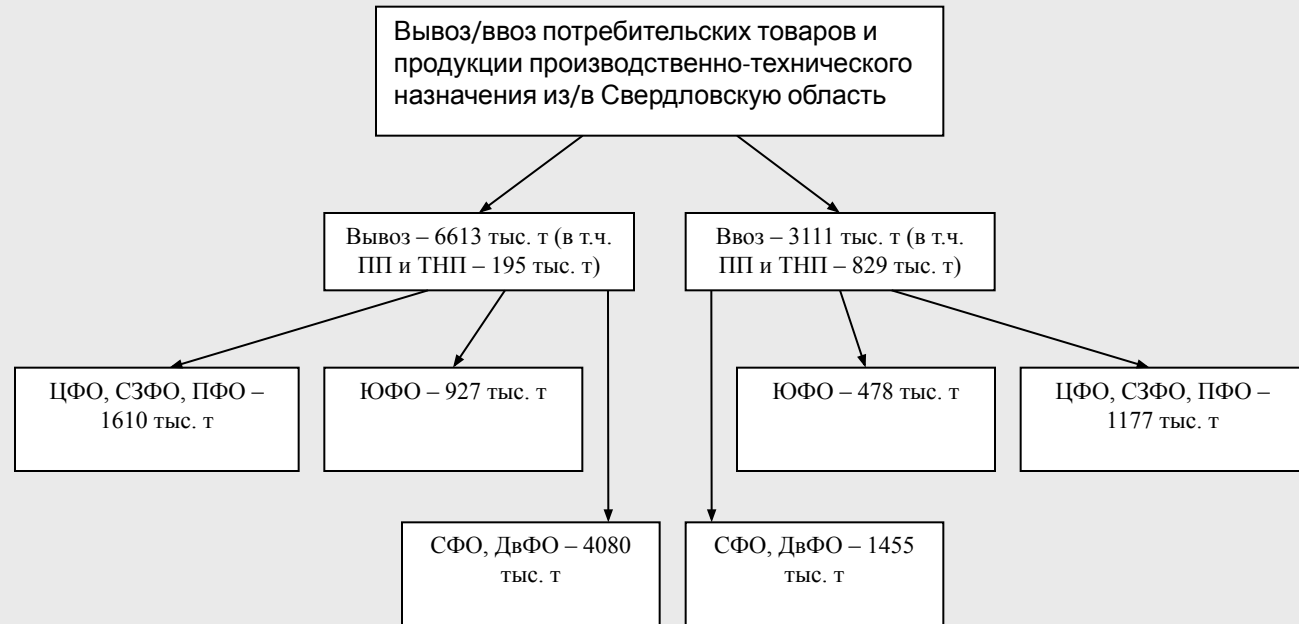 Вывоз/ввоз потребительских товаров и
продукции производственно-технического
назначения из/в Свердловскую область
Вывоз – 6613 тыс. т (в т.ч.
ПП и ТНП – 195 тыс. т)
Ввоз – 3111 тыс. т (в т.ч.
ПП и ТНП – 829 тыс. т)
ЦФО, СЗФО, ПФО –
1610 тыс. т
ЮФО – 927 тыс. т
ЮФО – 478 тыс. т
ЦФО, СЗФО, ПФО –
1177 тыс. т
СФО, ДвФО – 4080
тыс. т
СФО, ДвФО – 1455
тыс. т